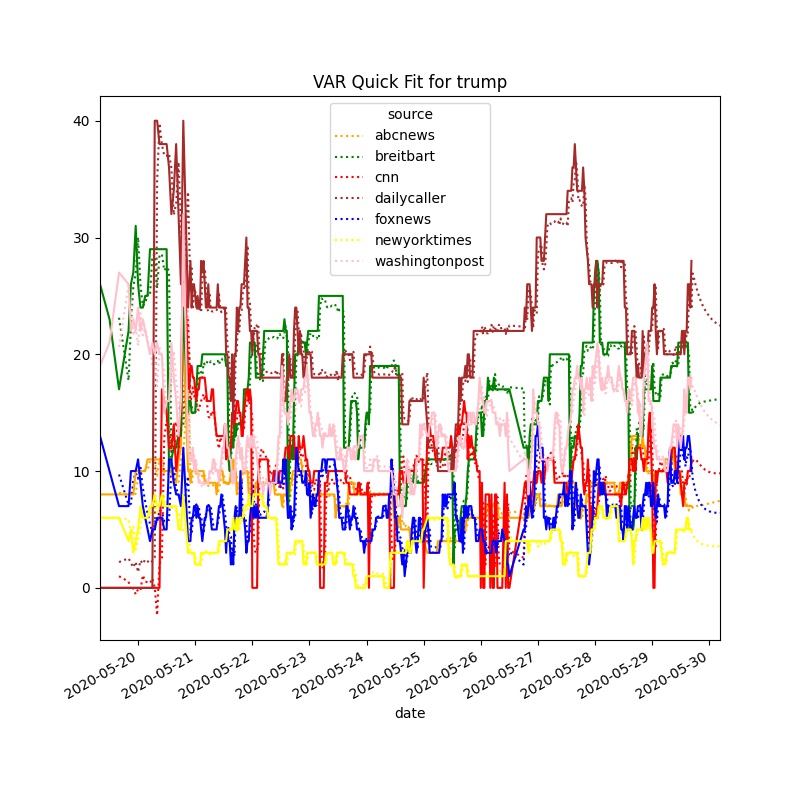 VAR Quick Fit for trump
source
abcnews
breitbart
cnn
dailycaller
foxnews
newyorktimes
washingtonpost
40
30
20
10
0
2020-05-20
2020-05-21
2020-05-22
2020-05-23
2020-05-24
2020-05-25
2020-05-26
2020-05-27
2020-05-28
2020-05-29
2020-05-30
date